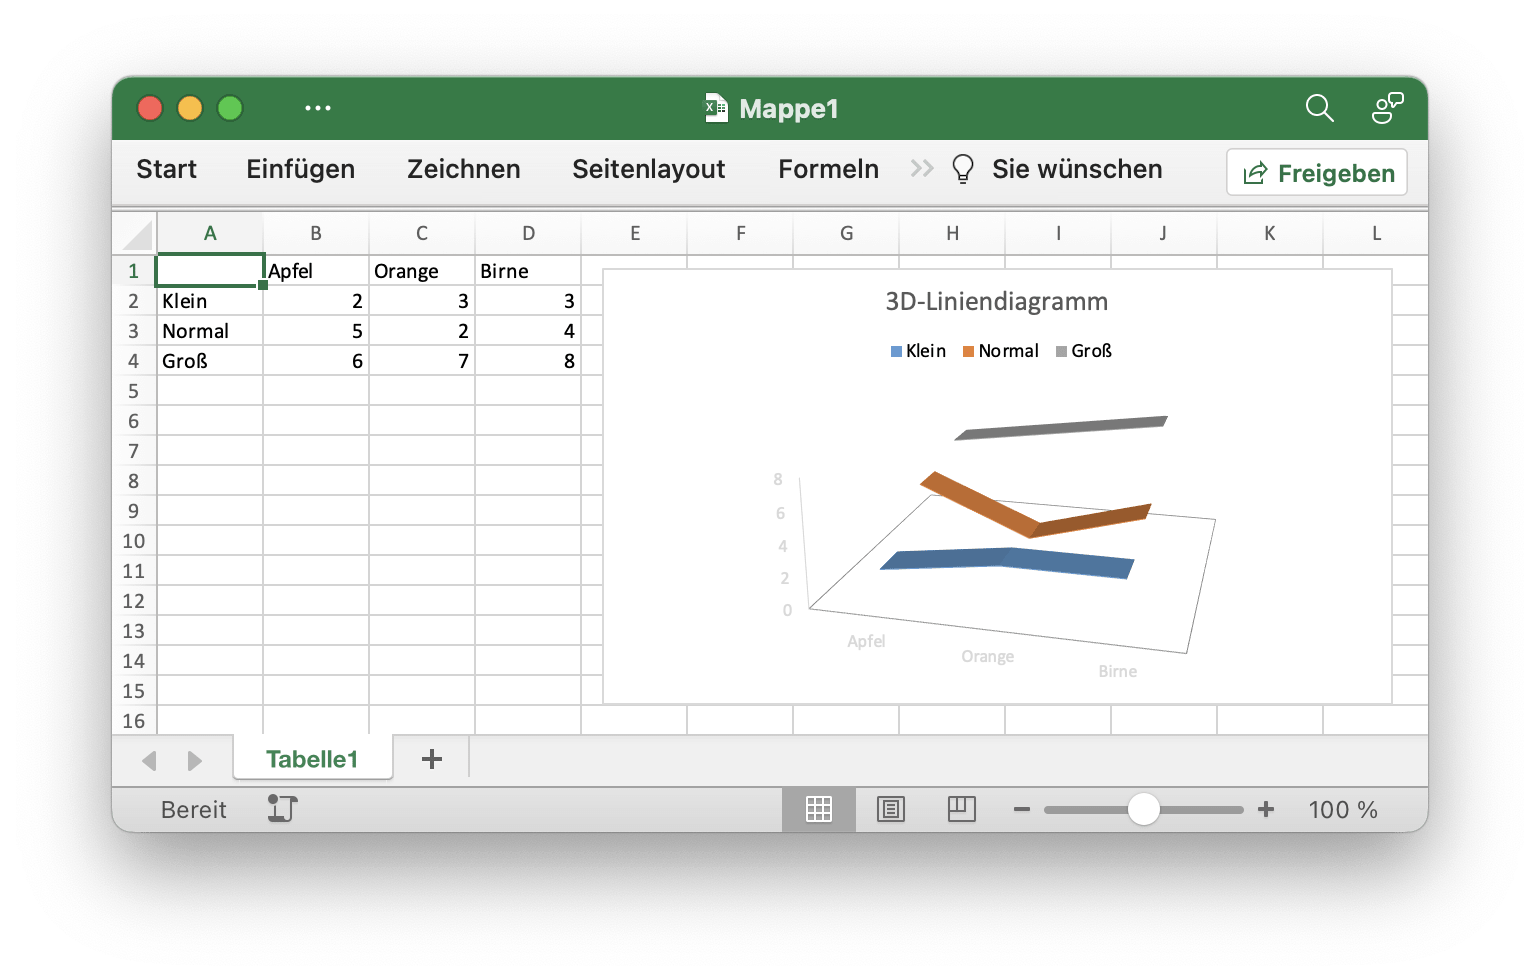 Mappe1
Start Einfügen Zeichnen Seitenlayout Formeln Sie wünschen Freigeben
A B C D E F G H I J K L
1 Apfel Orange Birne
2 Klein 2 3 3
3 Normal 5 2 4
4 Groß 6 7 8
5
6
7
8
9
10
11
12
13
14
15
16
3D-Liniendiagramm
Klein Normal Groß
8
6
4
2
0
Apfel
Orange
Birne
Tabelle1
Bereit 100 %